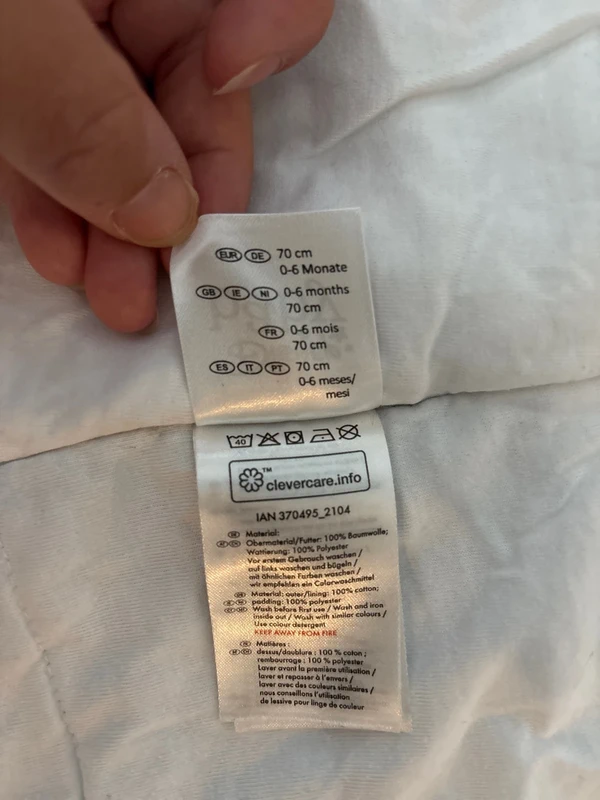 EUR DE 70 cm
0-6 Monate
GB IE NI 0-6 months
70 cm
FR 0-6 mois
70 cm
ES IT PT 70 cm
0-6 meses/
mesi
40
™
clevercare.info
IAN 370495_2104
Material:
Obermaterial/Futter: 100% Baumwolle;
Wattierung: 100% Polyester
Vor erstem Gebrauch waschen /
auf links waschen und bügeln /
mit ähnlichen Farben waschen /
wir empfehlen ein Colorwaschmittel
Material: outer/lining: 100% cotton;
padding: 100% polyester
Wash before first use / Wash and iron
inside out / Wash with similar colours /
Use colour detergent
KEEP AWAY FROM FIRE
Matières :
dessus/doublure : 100 % coton ;
rembourrage : 100 % polyester
Laver avant la première utilisation /
laver et repasser à l'envers /
laver avec des couleurs similaires /
nous conseillons l'utilisation
de lessive pour linge de couleur